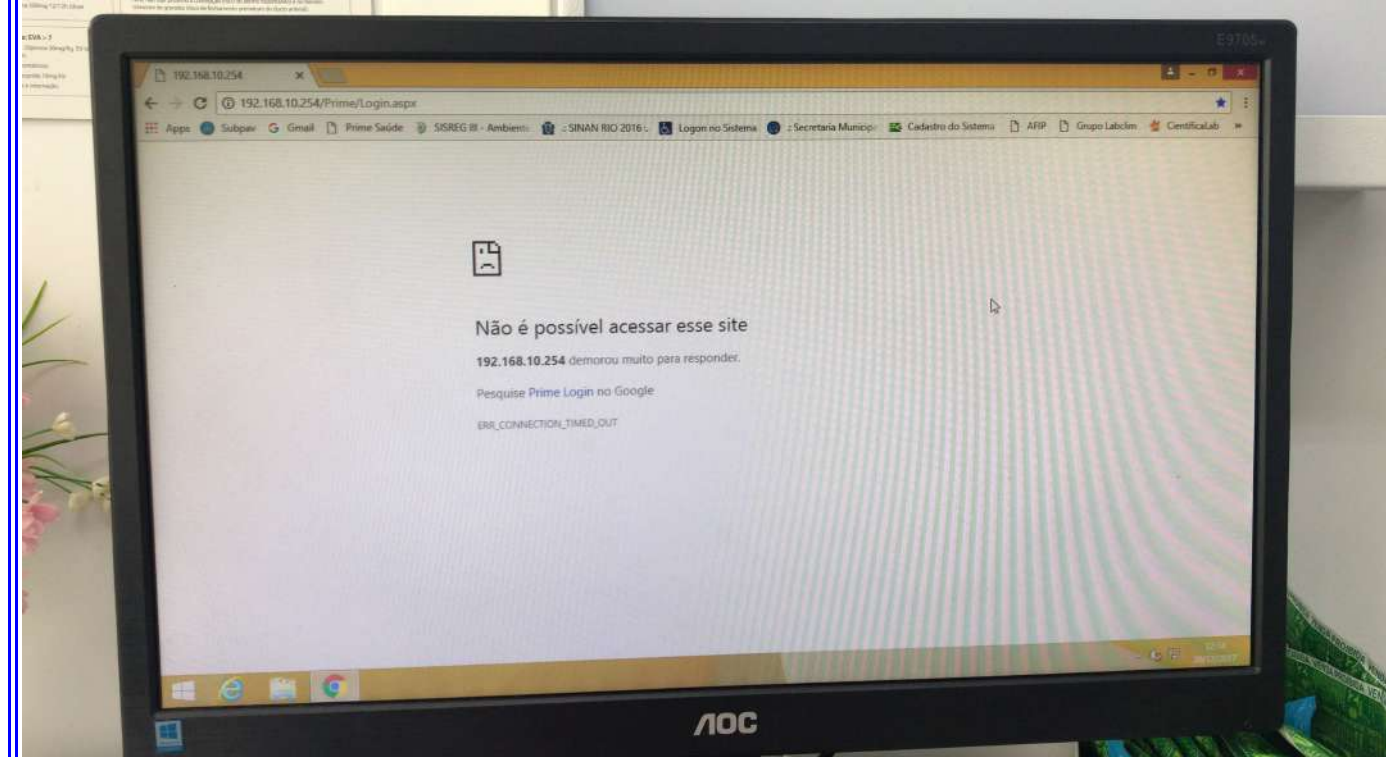 EVA > 7
E970Sw
192.168.10.254
192.168.10.254/Prime/Login.aspx
Apps Subpav Gmail Prime Saúde SISREG III - Ambiente .: SINAN RIO 2016 :. Logon no Sistema .: Secretaria Municip Cadastro do Sistema AFIP Grupo Labclim CientificaLab »
Não é possível acessar esse site
192.168.10.254 demorou muito para responder.
Pesquise Prime Login no Google
ERR_CONNECTION_TIMED_OUT
AOC